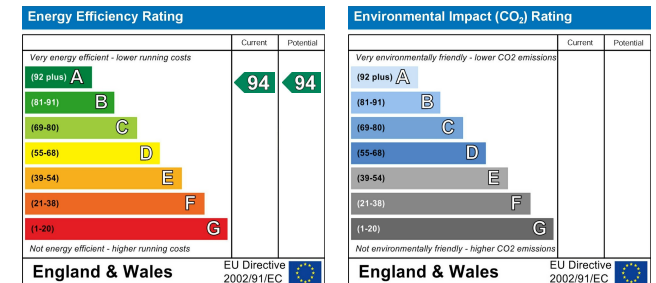 Energy Efficiency Rating
Current Potential
Very energy efficient - lower running costs
(92 plus) A 94 94
(81-91) B
(69-80) C
(55-68) D
(39-54) E
(21-38) F
(1-20) G
Not energy efficient - higher running costs
England & Wales
EU Directive
2002/91/EC
Environmental Impact (CO₂) Rating
Current Potential
Very environmentally friendly - lower CO2 emissions
(92 plus) A
(81-91) B
(69-80) C
(55-68) D
(39-54) E
(21-38) F
(1-20) G
Not environmentally friendly - higher CO2 emissions
England & Wales
EU Directive
2002/91/EC